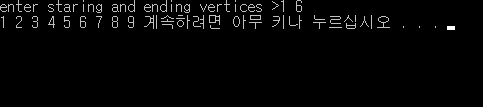 enter staring and ending vertices >1 6
1 2 3 4 5 6 7 8 9 계속하려면 아무 키나 누르십시오 . . .